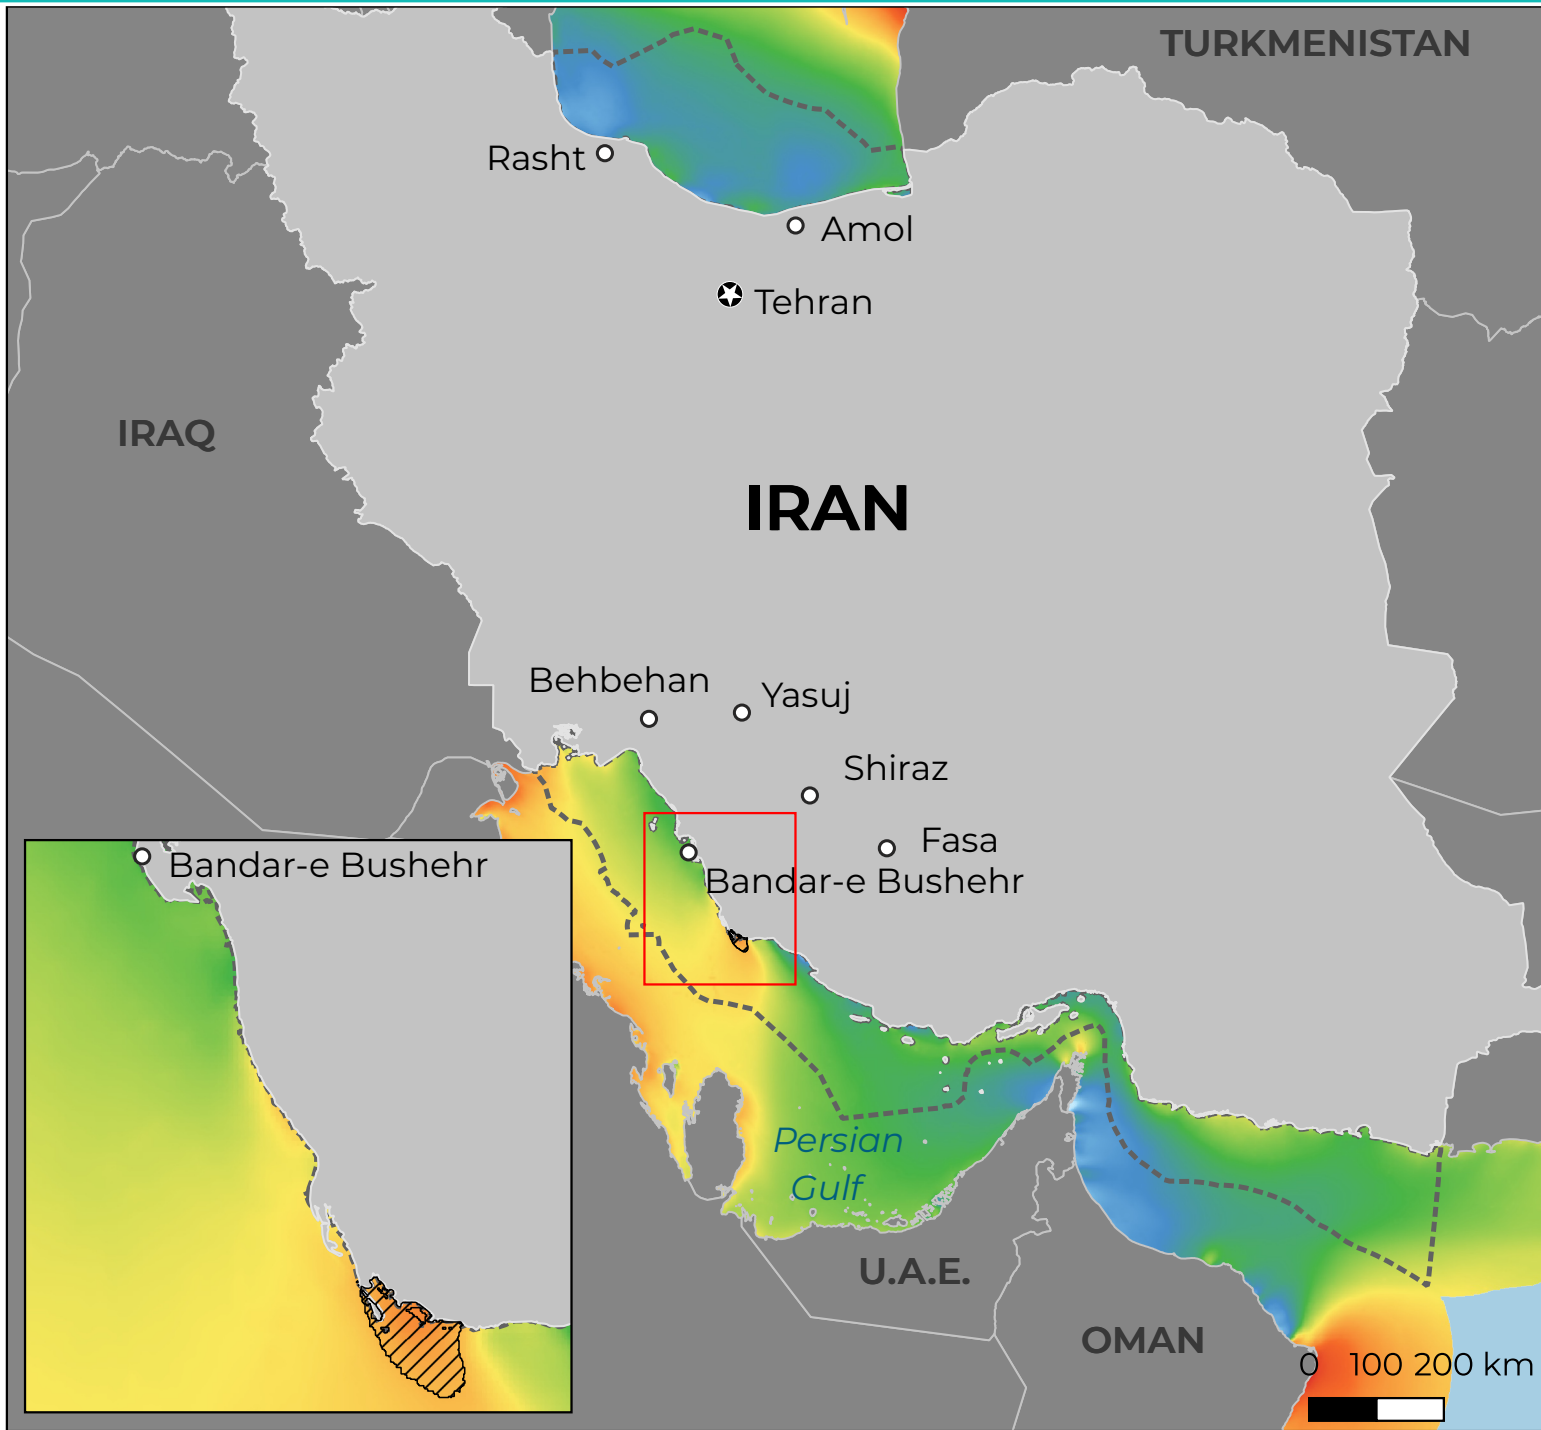 TURKMENISTAN
Rasht
Amol
Tehran
IRAQ
IRAN
Behbehan
Yasuj
Shiraz
Fasa
Bandar-e Bushehr
Bandar-e Bushehr
Persian
Gulf
U.A.E.
OMAN
0 100 200 km